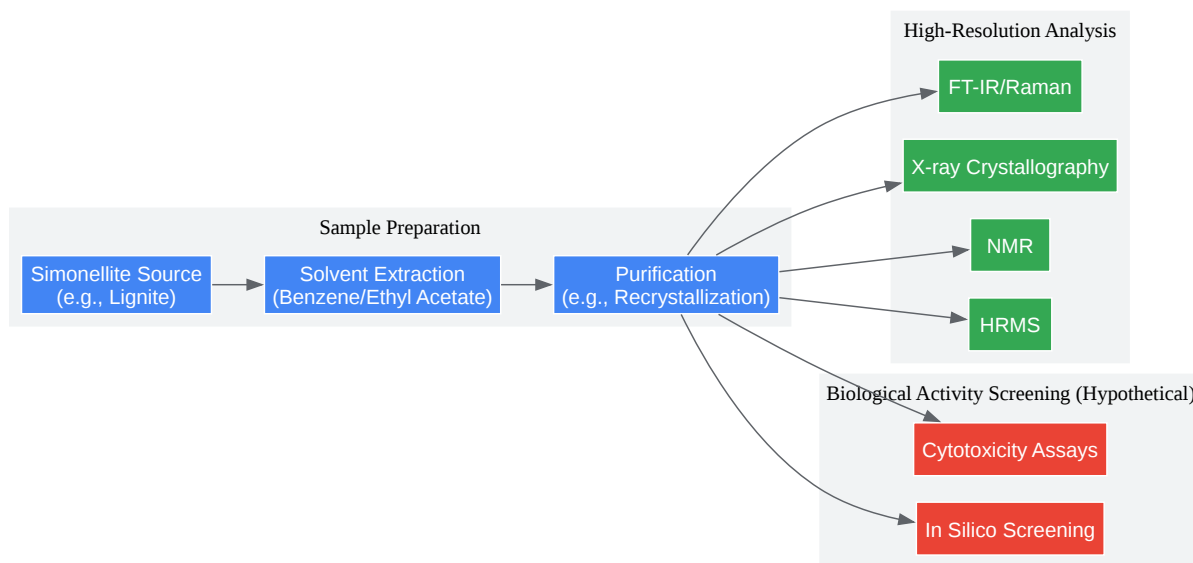 Sample Preparation
Simonellite Source
(e.g., Lignite)
Solvent Extraction
(Benzene/Ethyl Acetate)
Purification
(e.g., Recrystallization)
High-Resolution Analysis
FT-IR/Raman
X-ray Crystallography
NMR
HRMS
Biological Activity Screening (Hypothetical)
Cytotoxicity Assays
In Silico Screening